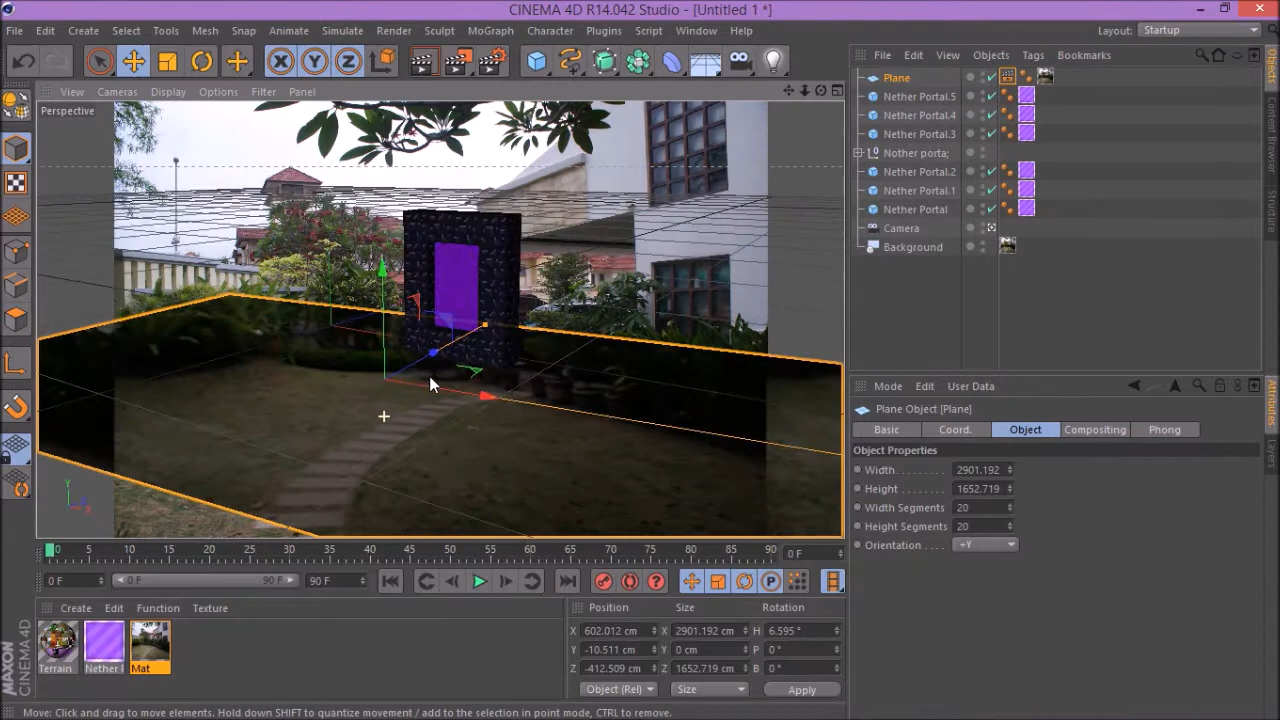 CINEMA 4D R14.042 Studio - [Untitled 1 *]
File Edit Create Select Tools Mesh Snap Animate Simulate Render Sculpt MoGraph Character Plugins Script Window Help
Layout: Startup
X Y Z
View Cameras Display Options Filter Panel
Perspective
Y
X
File Edit View Objects Tags Bookmarks
Plane
Nether Portal.5
Nether Portal.4
Nether Portal.3
Nother porta;
Nether Portal.2
Nether Portal.1
Nether Portal
Camera
Background
Objects
Content Browser
Structure
Mode Edit User Data
Plane Object [Plane]
Basic Coord. Object Compositing Phong
Object Properties
Width 2901.192
Height 1652.719
Width Segments 20
Height Segments 20
Orientation +Y
Attributes
Layers
0 5 10 15 20 25 30 35 40 45 50 55 60 65 70 75 80 85 90 0 F
0 F 0 F 90 F 90 F
P
Create Edit Function Texture
Terrain Nether Mat
Position Size Rotation
X 602.012 cm X 2901.192 cm H 6.595 °
Y -10.511 cm Y 0 cm P 0 °
Z -412.509 cm Z 1652.719 cm B 0 °
Object (Rel) Size Apply
MAXON
CINEMA 4D
Move: Click and drag to move elements. Hold down SHIFT to quantize movement / add to the selection in point mode, CTRL to remove.